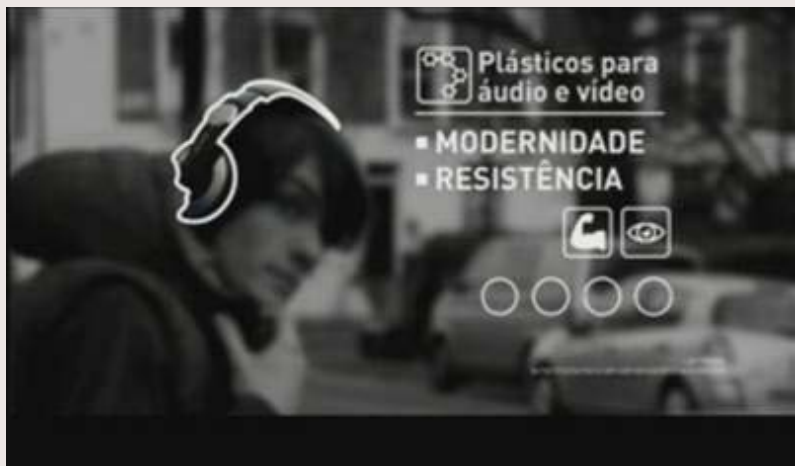 Plásticos para
áudio e vídeo
▪ MODERNIDADE
▪ RESISTÊNCIA